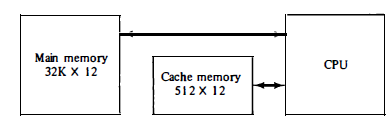 Main memory
32K X 12
Cache memory
512 X 12
CPU